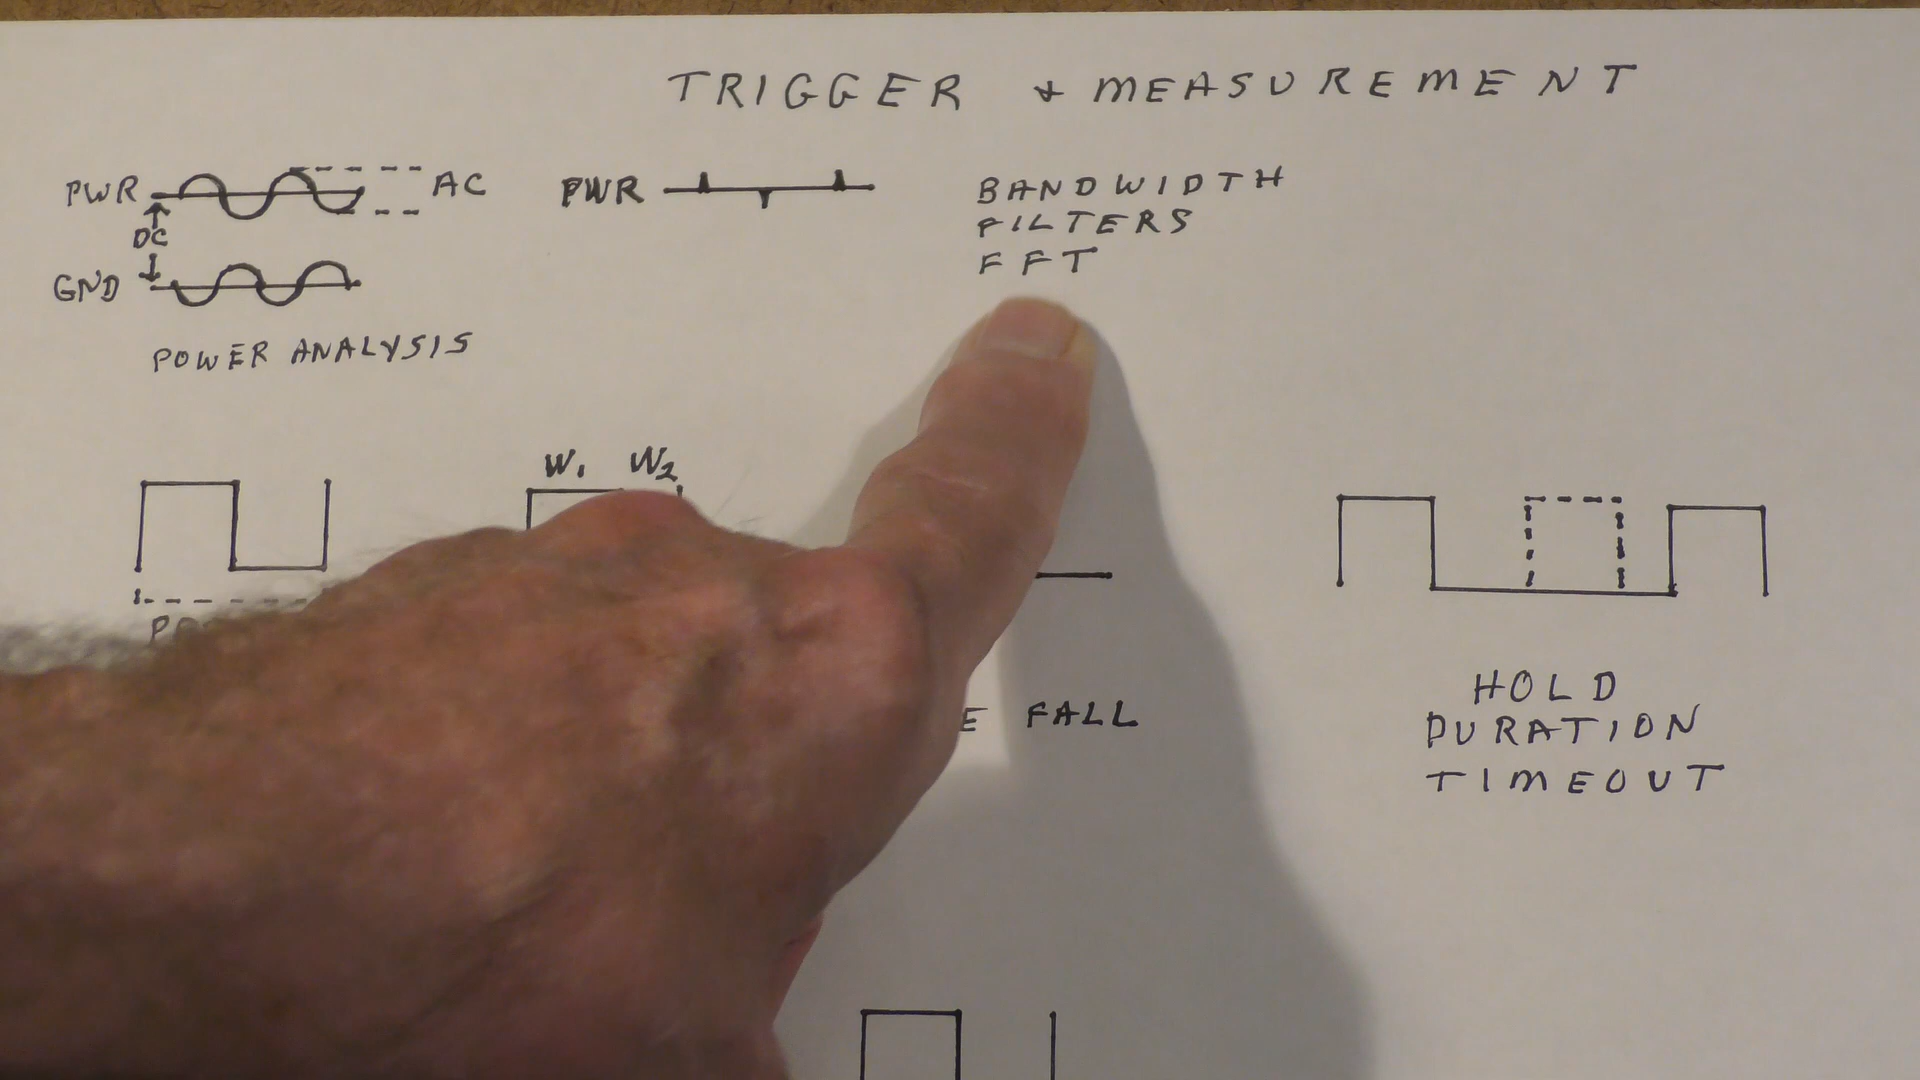 TRIGGER & MEASUREMENT
PWR
AC
DC
GND
POWER ANALYSIS
PWR
BANDWIDTH
FILTERS
FFT
W1 W2
FALL
HOLD
DURATION
TIMEOUT